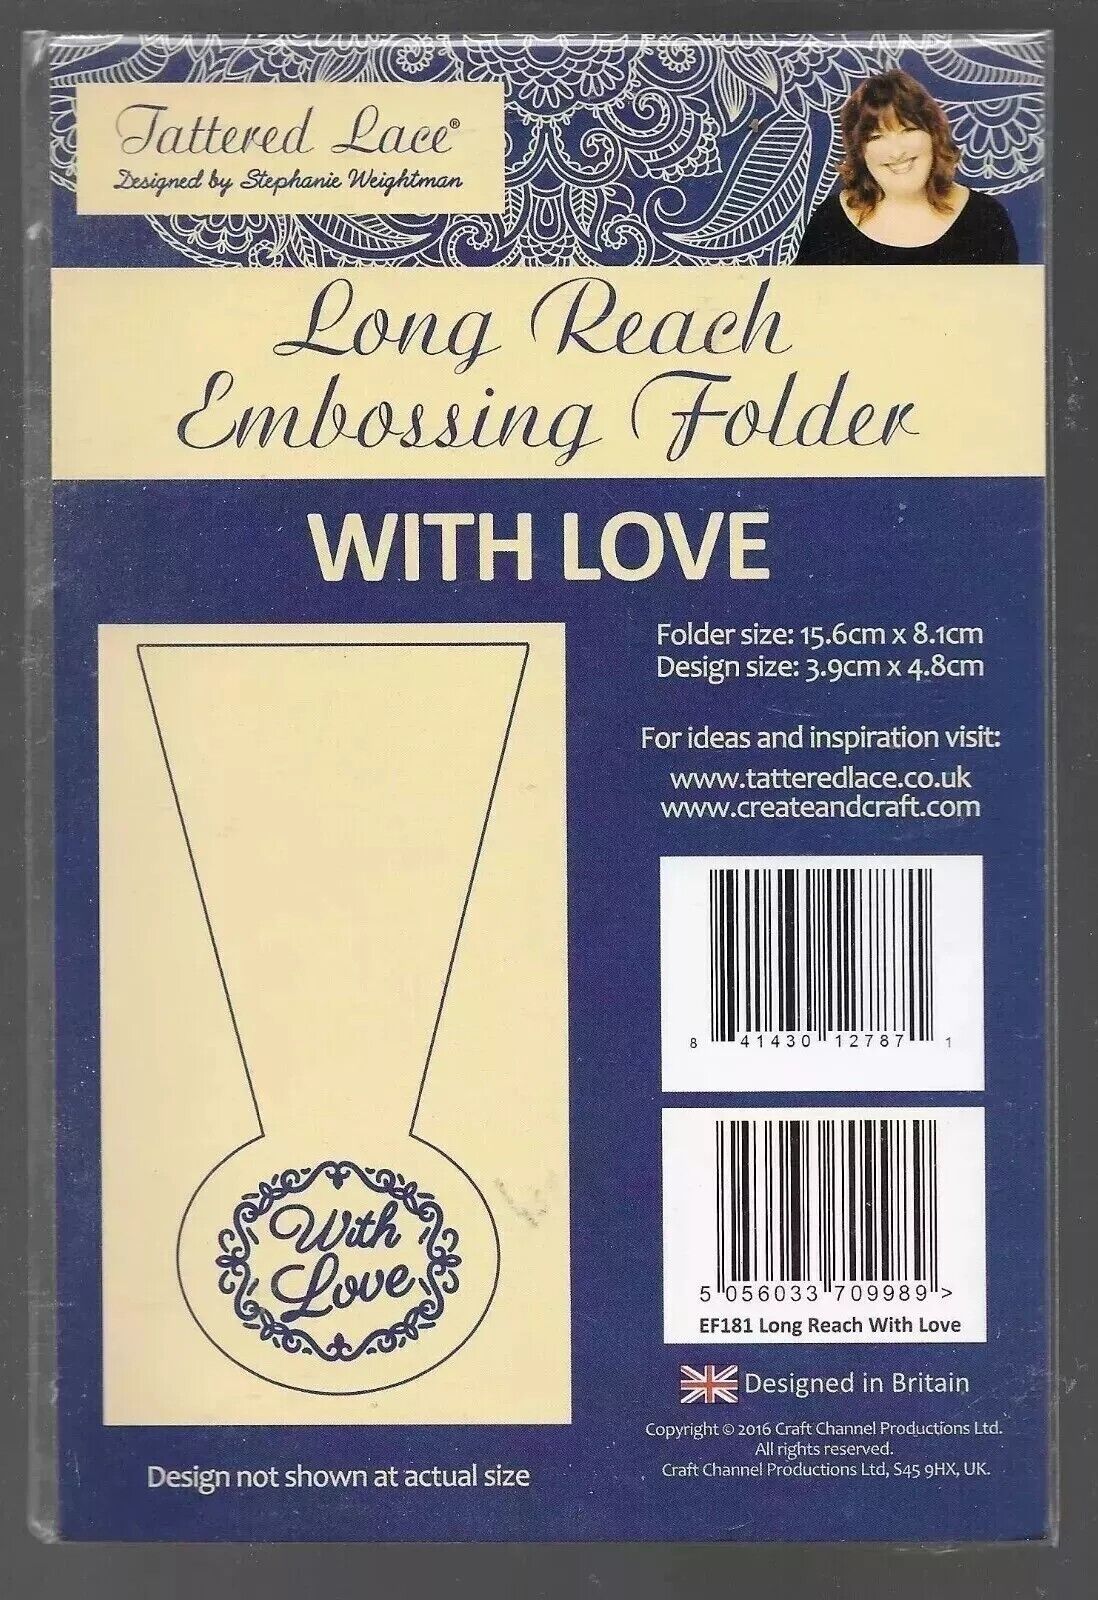 Tattered Lace®
Designed by Stephanie Weightman
Long Reach
Embossing Folder
WITH LOVE
Folder size: 15.6cm x 8.1cm
Design size: 3.9cm x 4.8cm
For ideas and inspiration visit:
www.tatteredlace.co.uk
www.createandcraft.com
8 41430 12787 1
With
Love
5 056033 709989 >
EF181 Long Reach With Love
Designed in Britain
Copyright © 2016 Craft Channel Productions Ltd.
All rights reserved.
Craft Channel Productions Ltd, S45 9HX, UK.
Design not shown at actual size